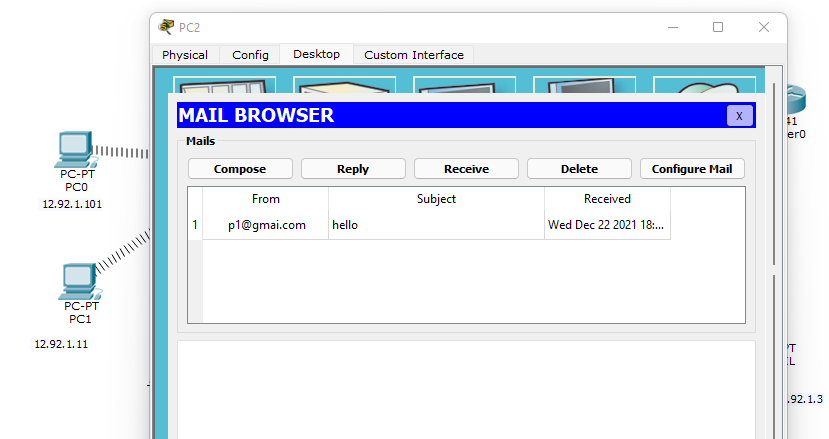 PC2
Physical Config Desktop Custom Interface
MAIL BROWSER
X
Mails
Compose Reply Receive Delete Configure Mail
From Subject Received
1 p1@gmai.com hello Wed Dec 22 2021 18:...
PC-PT
PC0
12.92.1.101
PC-PT
PC1
12.92.1.11
41
er0
PT
IL
.92.1.3